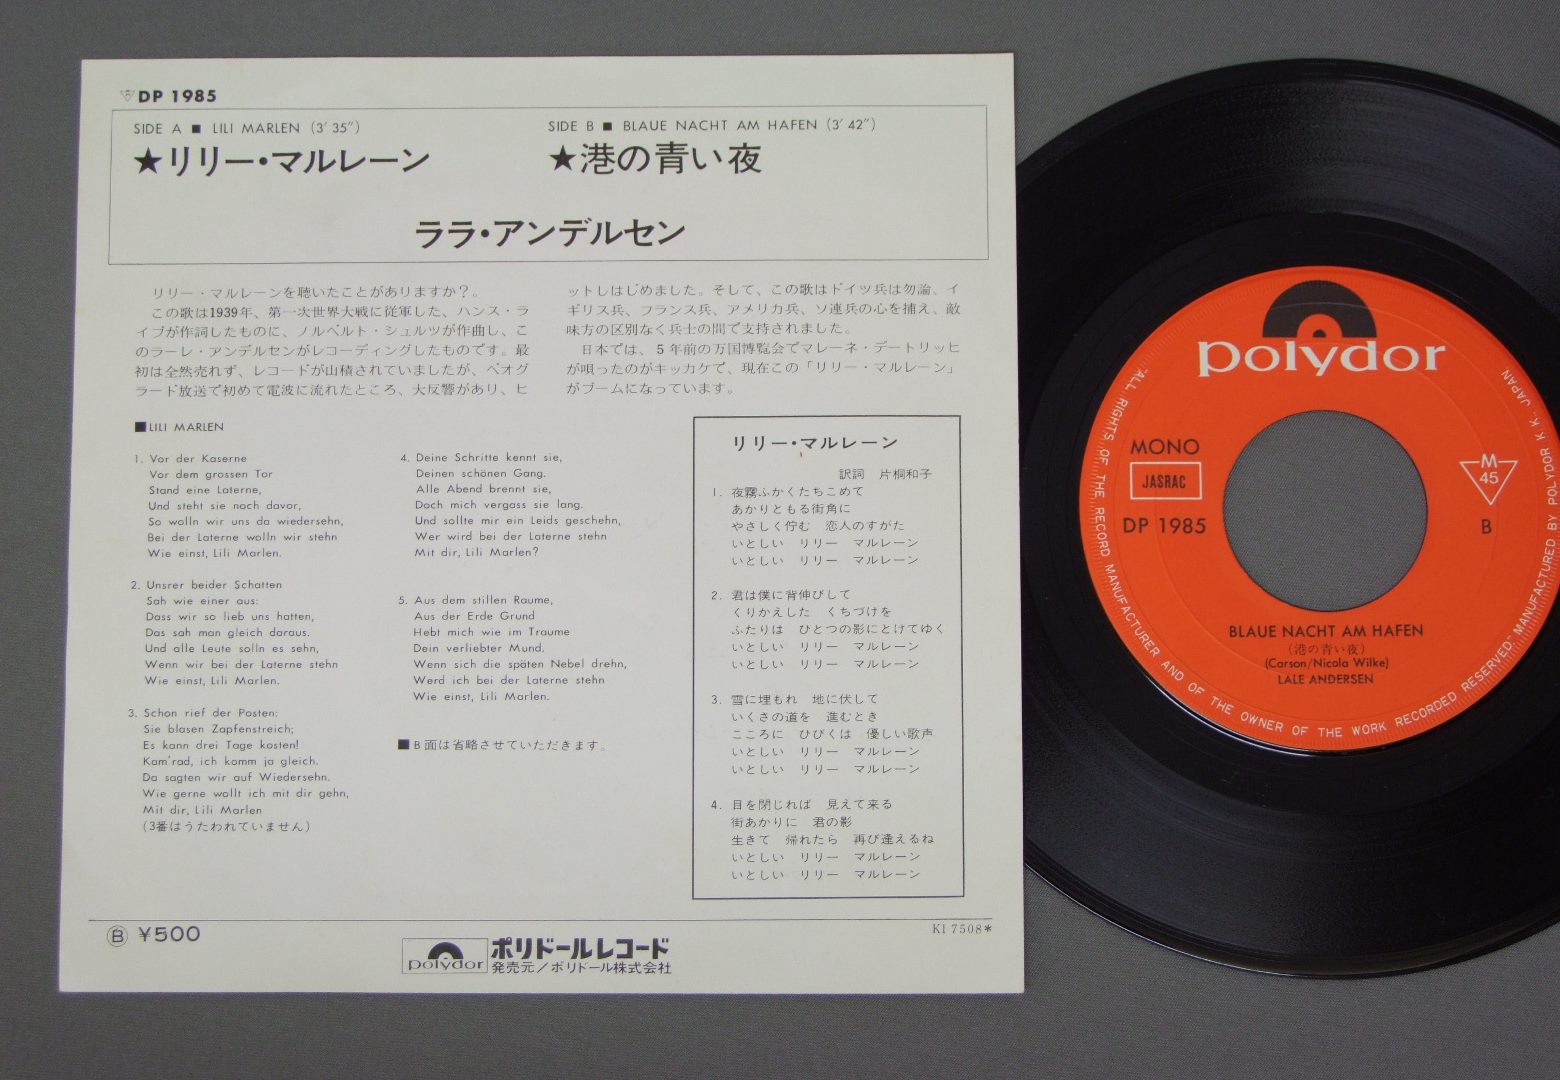 DP 1985
SIDE A ■ LILI MARLEN (3′ 35″)
★リリー・マルレーン
SIDE B ■ BLAUE NACHT AM HAFEN (3′ 42″)
★港の青い夜
ララ・アンデルセン
リリー・マルレーンを聴いたことがありますか？。
この歌は1939年、第一次世界大戦に従軍した、ハンス・ラ
イプが作詞したものに、ノルベルト・シュルツが作曲し、こ
のラーレ・アンデルセンがレコーディングしたものです。最
初は全然売れず、レコードが山積されていましたが、ベオグ
ラード放送で初めて電波に流れたところ、大反響があり、ヒ
ットしはじめました。そして、この歌はドイツ兵は勿論、イ
ギリス兵、フランス兵、アメリカ兵、ソ連兵の心を捕え、敵
味方の区別なく兵士の間で支持されました。
日本では、5年前の万国博覧会でマレーネ・デートリッヒ
が唄ったのがキッカケで、現在この「リリー・マルレーン」
がブームになっています。
■LILI MARLEN
1. Vor der Kaserne
Vor dem grossen Tor
Stand eine Laterne,
Und steht sie noch davor,
So wolln wir uns da wiedersehn,
Bei der Laterne wolln wir stehn
Wie einst, Lili Marlen.
2. Unsrer beider Schatten
Sah wie einer aus:
Dass wir so lieb uns hatten,
Das sah man gleich daraus.
Und alle Leute solln es sehn,
Wenn wir bei der Laterne stehn
Wie einst, Lili Marlen.
3. Schon rief der Posten:
Sie blasen Zapfenstreich;
Es kann drei Tage kosten!
Kam'rad, ich komm ja gleich.
Da sagten wir auf Wiedersehn.
Wie gerne wollt ich mit dir gehn,
Mit dir, Lili Marlen
(3番はうたわれていません)
4. Deine Schritte kennt sie,
Deinen schönen Gang.
Alle Abend brennt sie,
Doch mich vergass sie lang.
Und sollte mir ein Leids geschehn,
Wer wird bei der Laterne stehn
Mit dir, Lili Marlen?
5. Aus dem stillen Raume,
Aus der Erde Grund
Hebt mich wie im Traume
Dein verliebter Mund.
Wenn sich die späten Nebel drehn,
Werd ich bei der Laterne stehn
Wie einst, Lili Marlen.
■B面は省略させていただきます。
リリー・マルレーン
訳詞 片桐和子
1. 夜霧ふかくたちこめて
あかりともる街角に
やさしく佇む 恋人のすがた
いとしい リリー マルレーン
いとしい リリー マルレーン
2. 君は僕に背伸びして
くりかえした くちづけを
ふたりは ひとつの影にとけてゆく
いとしい リリー マルレーン
いとしい リリー マルレーン
3. 雪に埋もれ 地に伏して
いくさの道を 進むとき
こころに ひびくは 優しい歌声
いとしい リリー マルレーン
いとしい リリー マルレーン
4. 目を閉じれば 見えて来る
街あかりに 君の影
生きて 帰れたら 再び逢えるね
いとしい リリー マルレーン
いとしい リリー マルレーン
Ⓑ ¥500
KI 7508*
polydor
ポリドールレコード
発売元/ポリドール株式会社
polydor
MONO
JASRAC
DP 1985
M
45
B
BLAUE NACHT AM HAFEN
(港の青い夜)
(Carson/Nicola Wilke)
LALE ANDERSEN
"ALL RIGHTS OF THE RECORD MANUFACTURER AND OF THE OWNER OF THE WORK RECORDED RESERVED." MANUFACTURED BY POLYDOR K.K., JAPAN